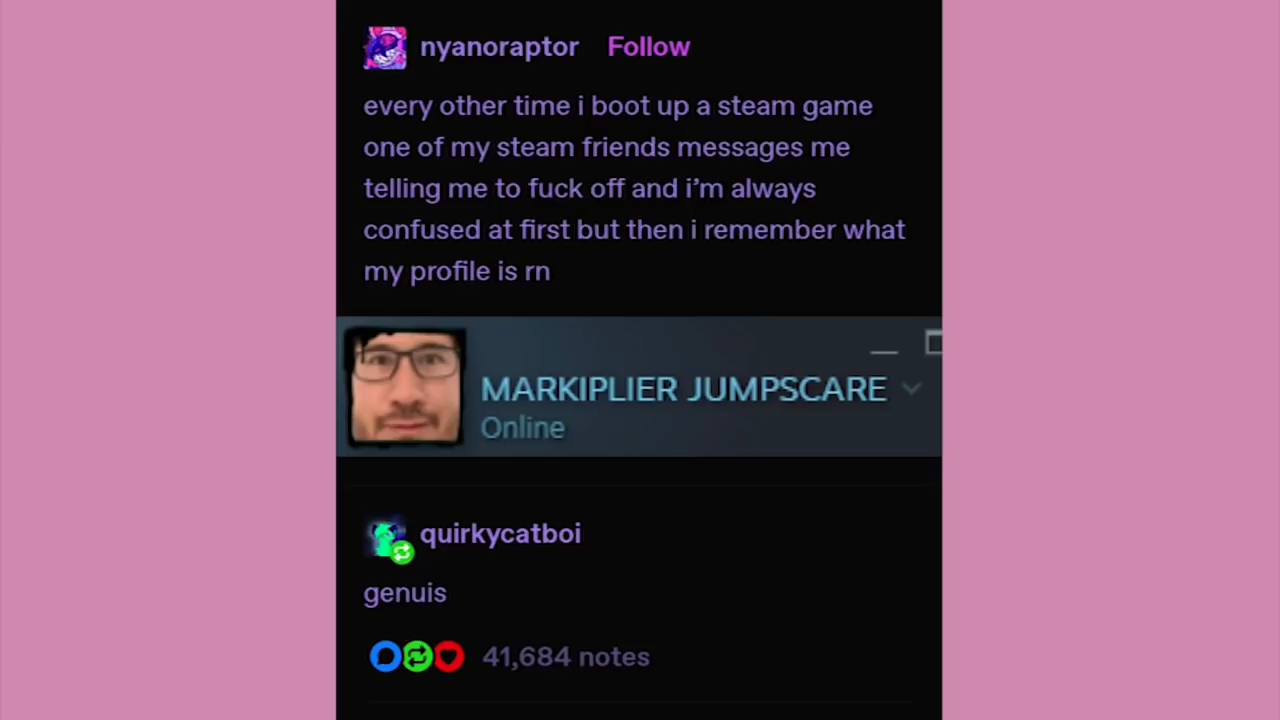 nyanoraptor Follow
every other time i boot up a steam game
one of my steam friends messages me
telling me to fuck off and i’m always
confused at first but then i remember what
my profile is rn
MARKIPLIER JUMPSCARE
Online
quirkycatboi
genuis
41,684 notes